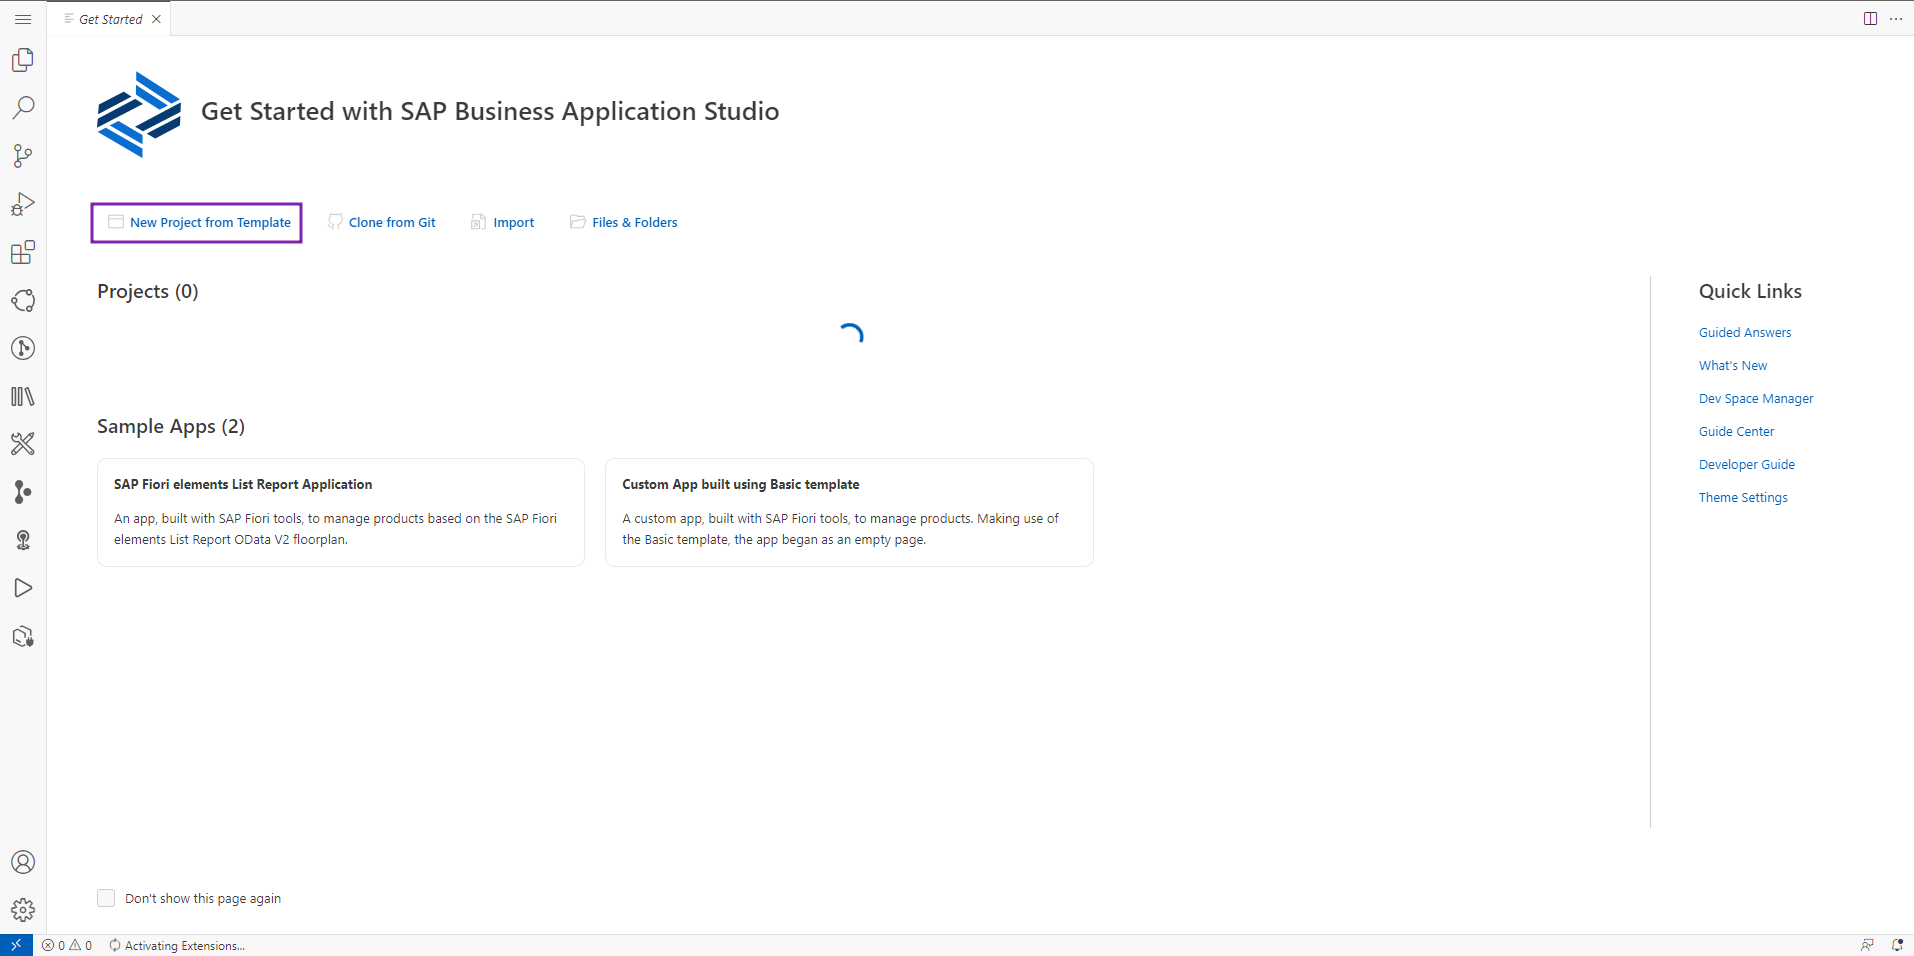 Get Started
Get Started with SAP Business Application Studio
New Project from Template
Clone from Git
Import
Files & Folders
Projects (0)
Sample Apps (2)
SAP Fiori elements List Report Application
An app, built with SAP Fiori tools, to manage products based on the SAP Fiori
elements List Report OData V2 floorplan.
Custom App built using Basic template
A custom app, built with SAP Fiori tools, to manage products. Making use of
the Basic template, the app began as an empty page.
Quick Links
Guided Answers
What's New
Dev Space Manager
Guide Center
Developer Guide
Theme Settings
Don't show this page again
0 0 Activating Extensions...